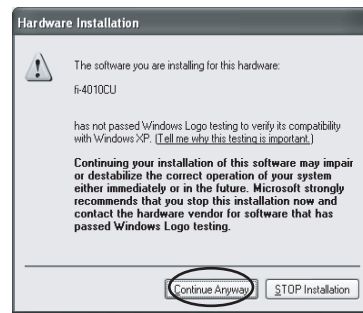 Hardware Installation
The software you are installing for this hardware:
fi-4010CU
has not passed Windows Logo testing to verify its compatibility
with Windows XP. (Tell me why this testing is important.)
Continuing your installation of this software may impair
or destabilize the correct operation of your system
either immediately or in the future. Microsoft strongly
recommends that you stop this installation now and
contact the hardware vendor for software that has
passed Windows Logo testing.
Continue Anyway STOP Installation